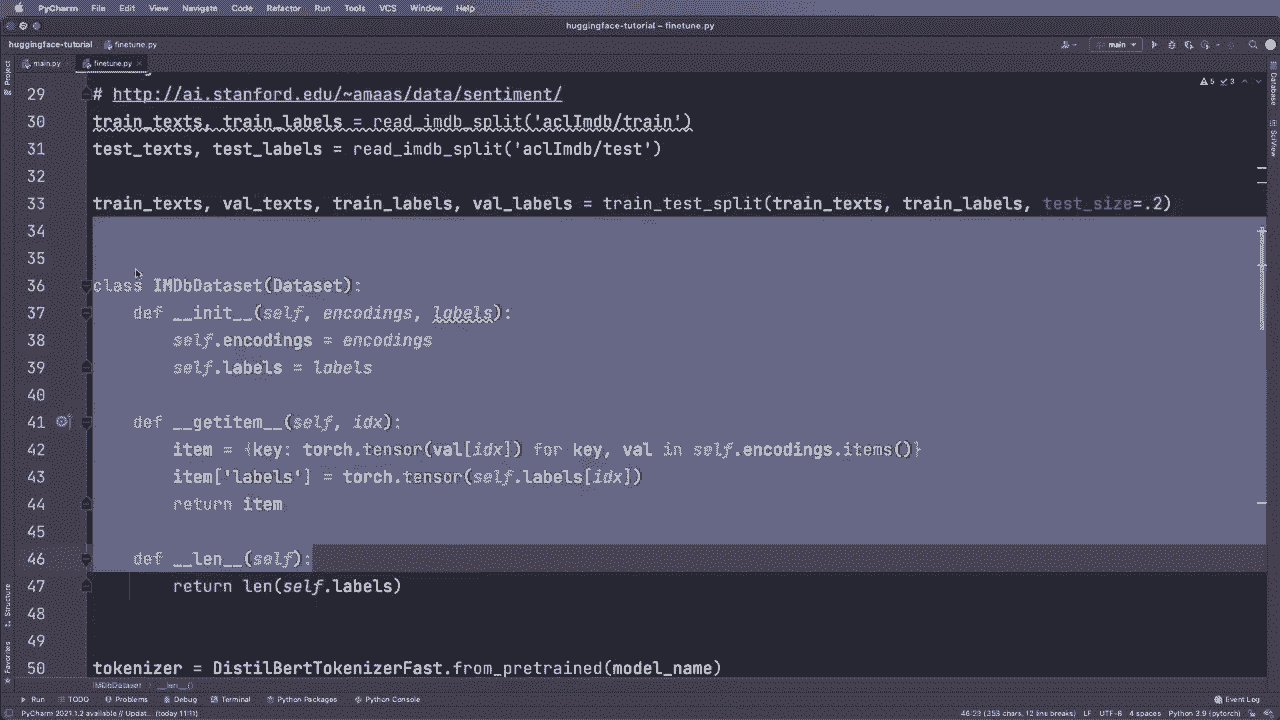 PyCharm File Edit View Navigate Code Refactor Run Tools VCS Window Help
huggingface-tutorial – finetune.py
huggingface-tutorial finetune.py main
main.py finetune.py
Project
5 3
Database
SciView
29 # http://ai.stanford.edu/~amaas/data/sentiment/
30 train_texts, train_labels = read_imdb_split('aclImdb/train')
31 test_texts, test_labels = read_imdb_split('aclImdb/test')
32
33 train_texts, val_texts, train_labels, val_labels = train_test_split(train_texts, train_labels, test_size=.2)
34
35
36 class IMDbDataset(Dataset):
37 def __init__(self, encodings, labels):
38 self.encodings = encodings
39 self.labels = labels
40
41 def __getitem__(self, idx):
42 item = {key: torch.tensor(val[idx]) for key, val in self.encodings.items()}
43 item['labels'] = torch.tensor(self.labels[idx])
44 return item
45
46 def __len__(self):
47 return len(self.labels)
48
49
50 tokenizer = DistilBertTokenizerFast.from_pretrained(model_name)
Structure
Favorites
IMDbDataset __len__()
Run TODO Problems Debug Terminal Python Packages Python Console Event Log
PyCharm 2021.1.2 available // Updat... (today 11:11) 46:23 (353 chars, 12 line breaks) LF UTF-8 4 spaces Python 3.9 (pytorch)